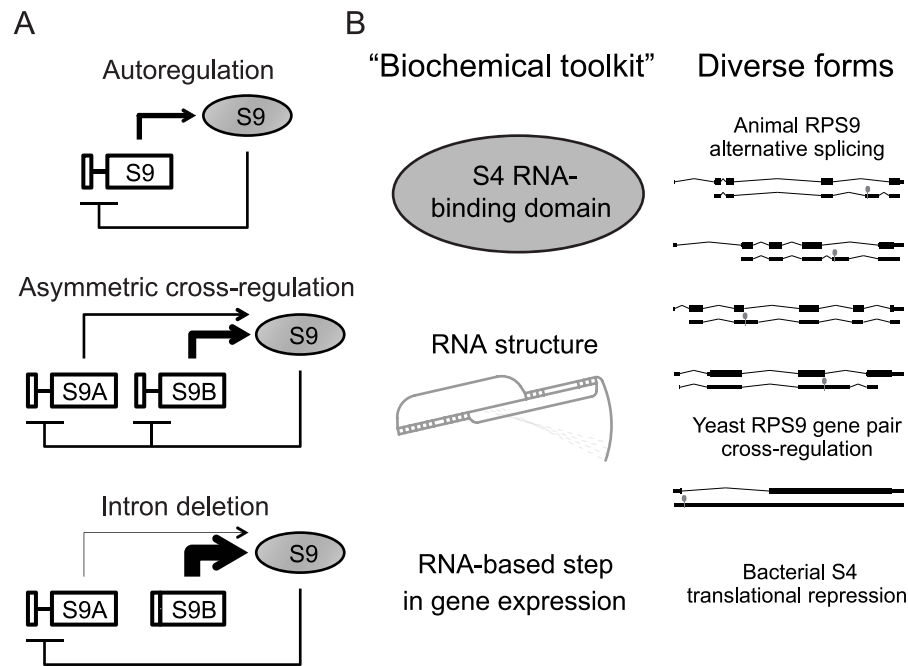 A
Autoregulation
S9
S9
Asymmetric cross-regulation
S9
S9A
S9B
Intron deletion
S9
S9A
S9B
B
“Biochemical toolkit”
S4 RNA-
binding domain
RNA structure
RNA-based step
in gene expression
Diverse forms
Animal RPS9
alternative splicing
Yeast RPS9 gene pair
cross-regulation
Bacterial S4
translational repression